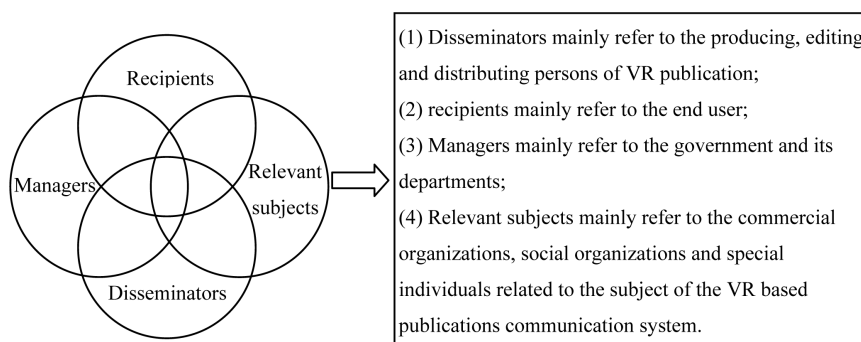 Recipients
Managers
Relevant
subjects
Disseminators
(1) Disseminators mainly refer to the producing, editing
and distributing persons of VR publication;
(2) recipients mainly refer to the end user;
(3) Managers mainly refer to the government and its
departments;
(4) Relevant subjects mainly refer to the commercial
organizations, social organizations and special
individuals related to the subject of the VR based
publications communication system.